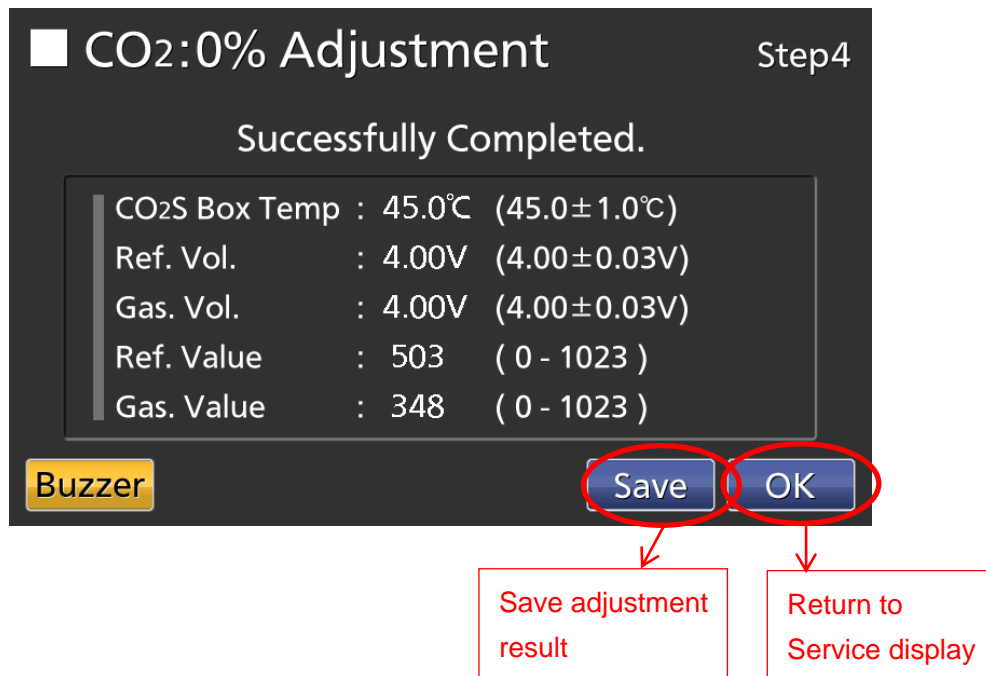 CO2:0% Adjustment Step4
Successfully Completed.
CO2S Box Temp : 45.0℃ (45.0±1.0℃)
Ref. Vol. : 4.00V (4.00±0.03V)
Gas. Vol. : 4.00V (4.00±0.03V)
Ref. Value : 503 ( 0 - 1023 )
Gas. Value : 348 ( 0 - 1023 )
Buzzer Save OK
Save adjustment
result
Return to
Service display